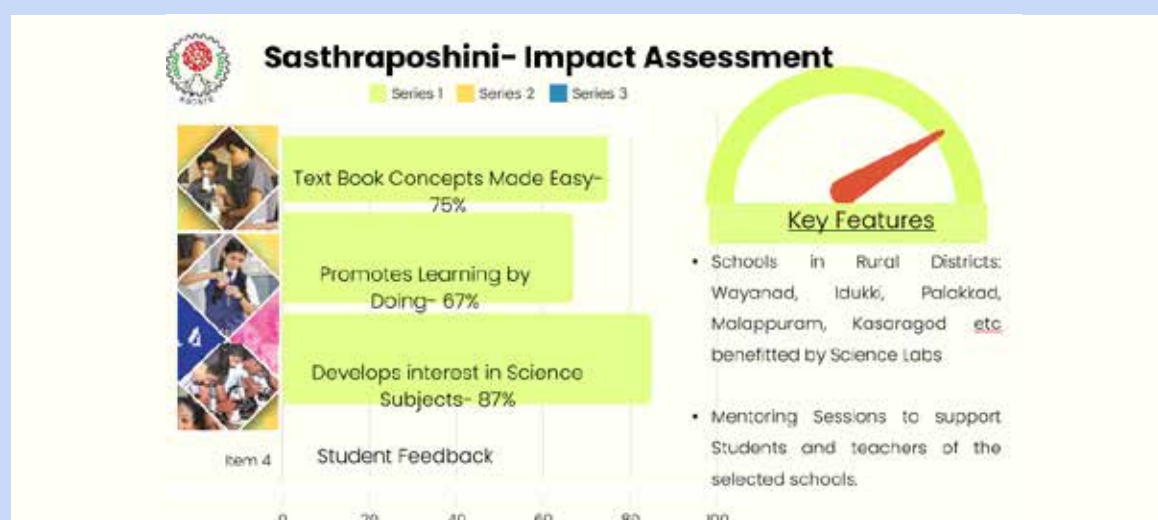 Sasthraposhini- Impact Assessment
Series 1 Series 2 Series 3
Text Book Concepts Made Easy-
75%
Promotes Learning by
Doing- 67%
Develops interest in Science
Subjects- 87%
Item 4
Student Feedback
0 20 40 60 80 100
Key Features
• Schools in Rural Districts:
Wayanad, Idukki, Palakkad,
Malappuram, Kasaragod etc
benefitted by Science Labs
• Mentoring Sessions to support
Students and teachers of the
selected schools.